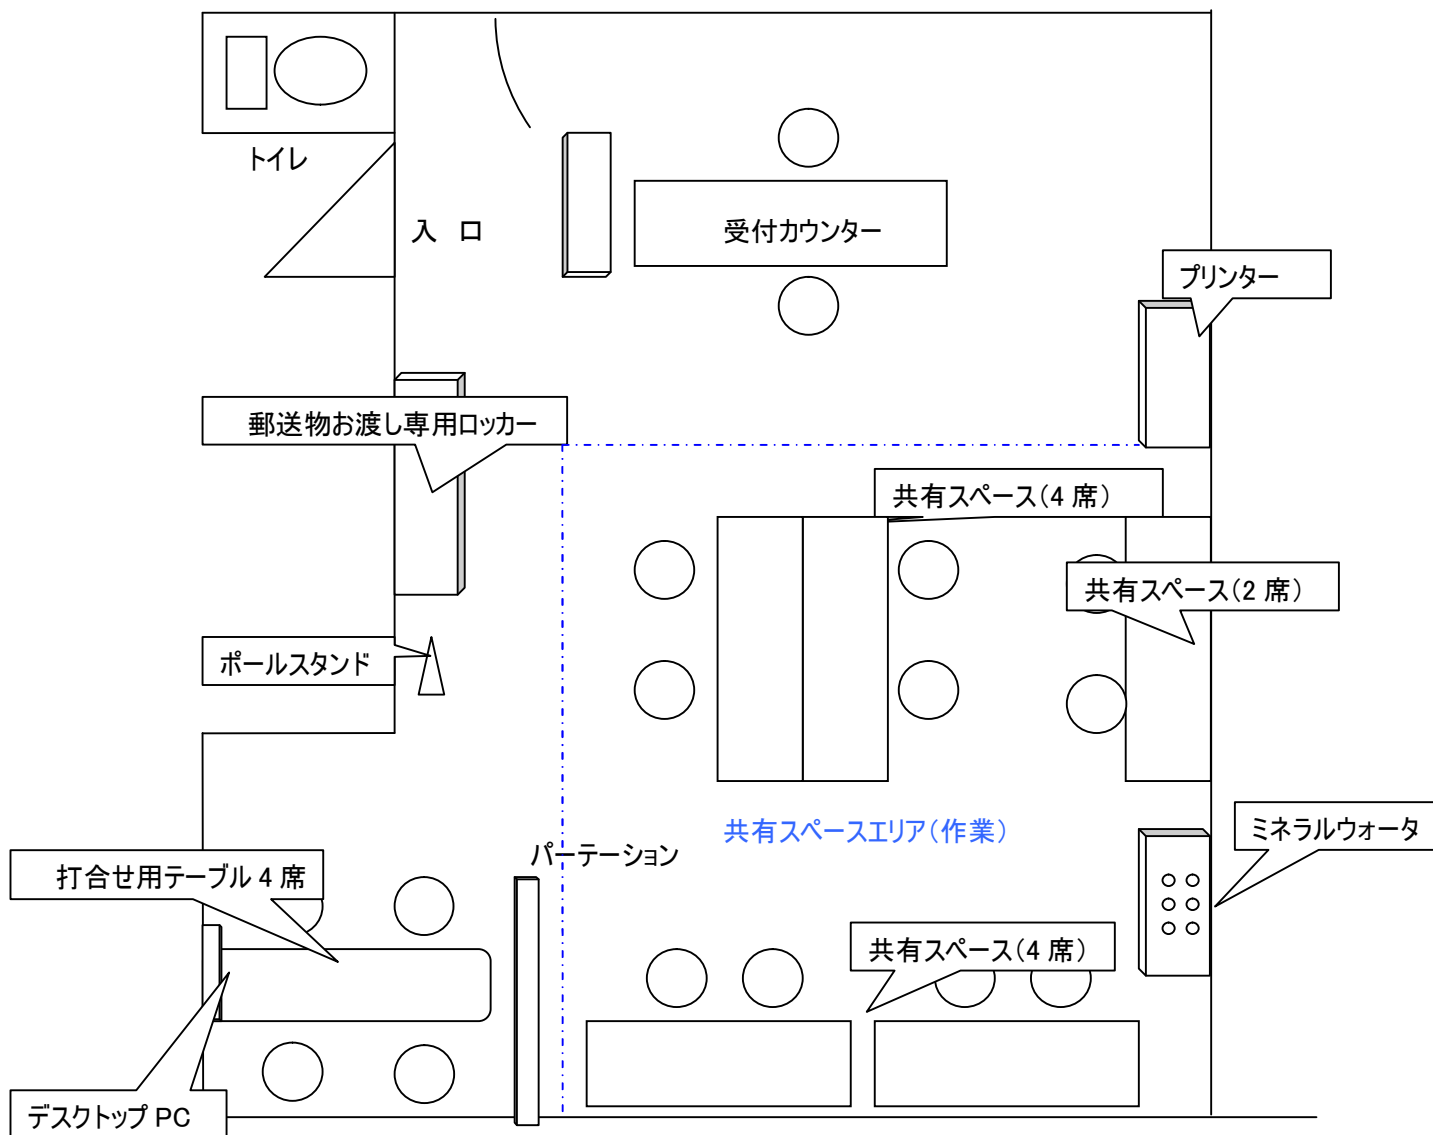 トイレ
入 口
受付カウンター
プリンター
郵送物お渡し専用ロッカー
共有スペース(4 席)
共有スペース(2 席)
ポールスタンド
共有スペースエリア(作業)
ミネラルウォータ
パーテーション
打合せ用テーブル 4 席
共有スペース(4 席)
デスクトップ PC